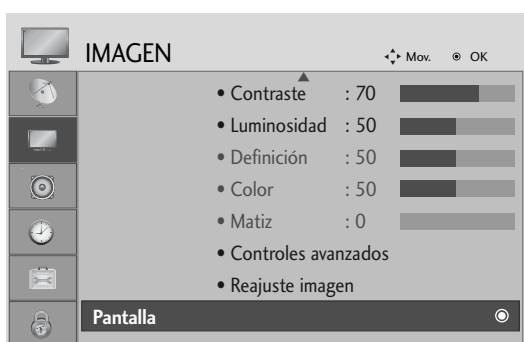 IMAGEN Mov. OK
• Contraste : 70
• Luminosidad : 50
• Definición : 50
• Color : 50
• Matiz : 0
• Controles avanzados
• Reajuste imagen
Pantalla